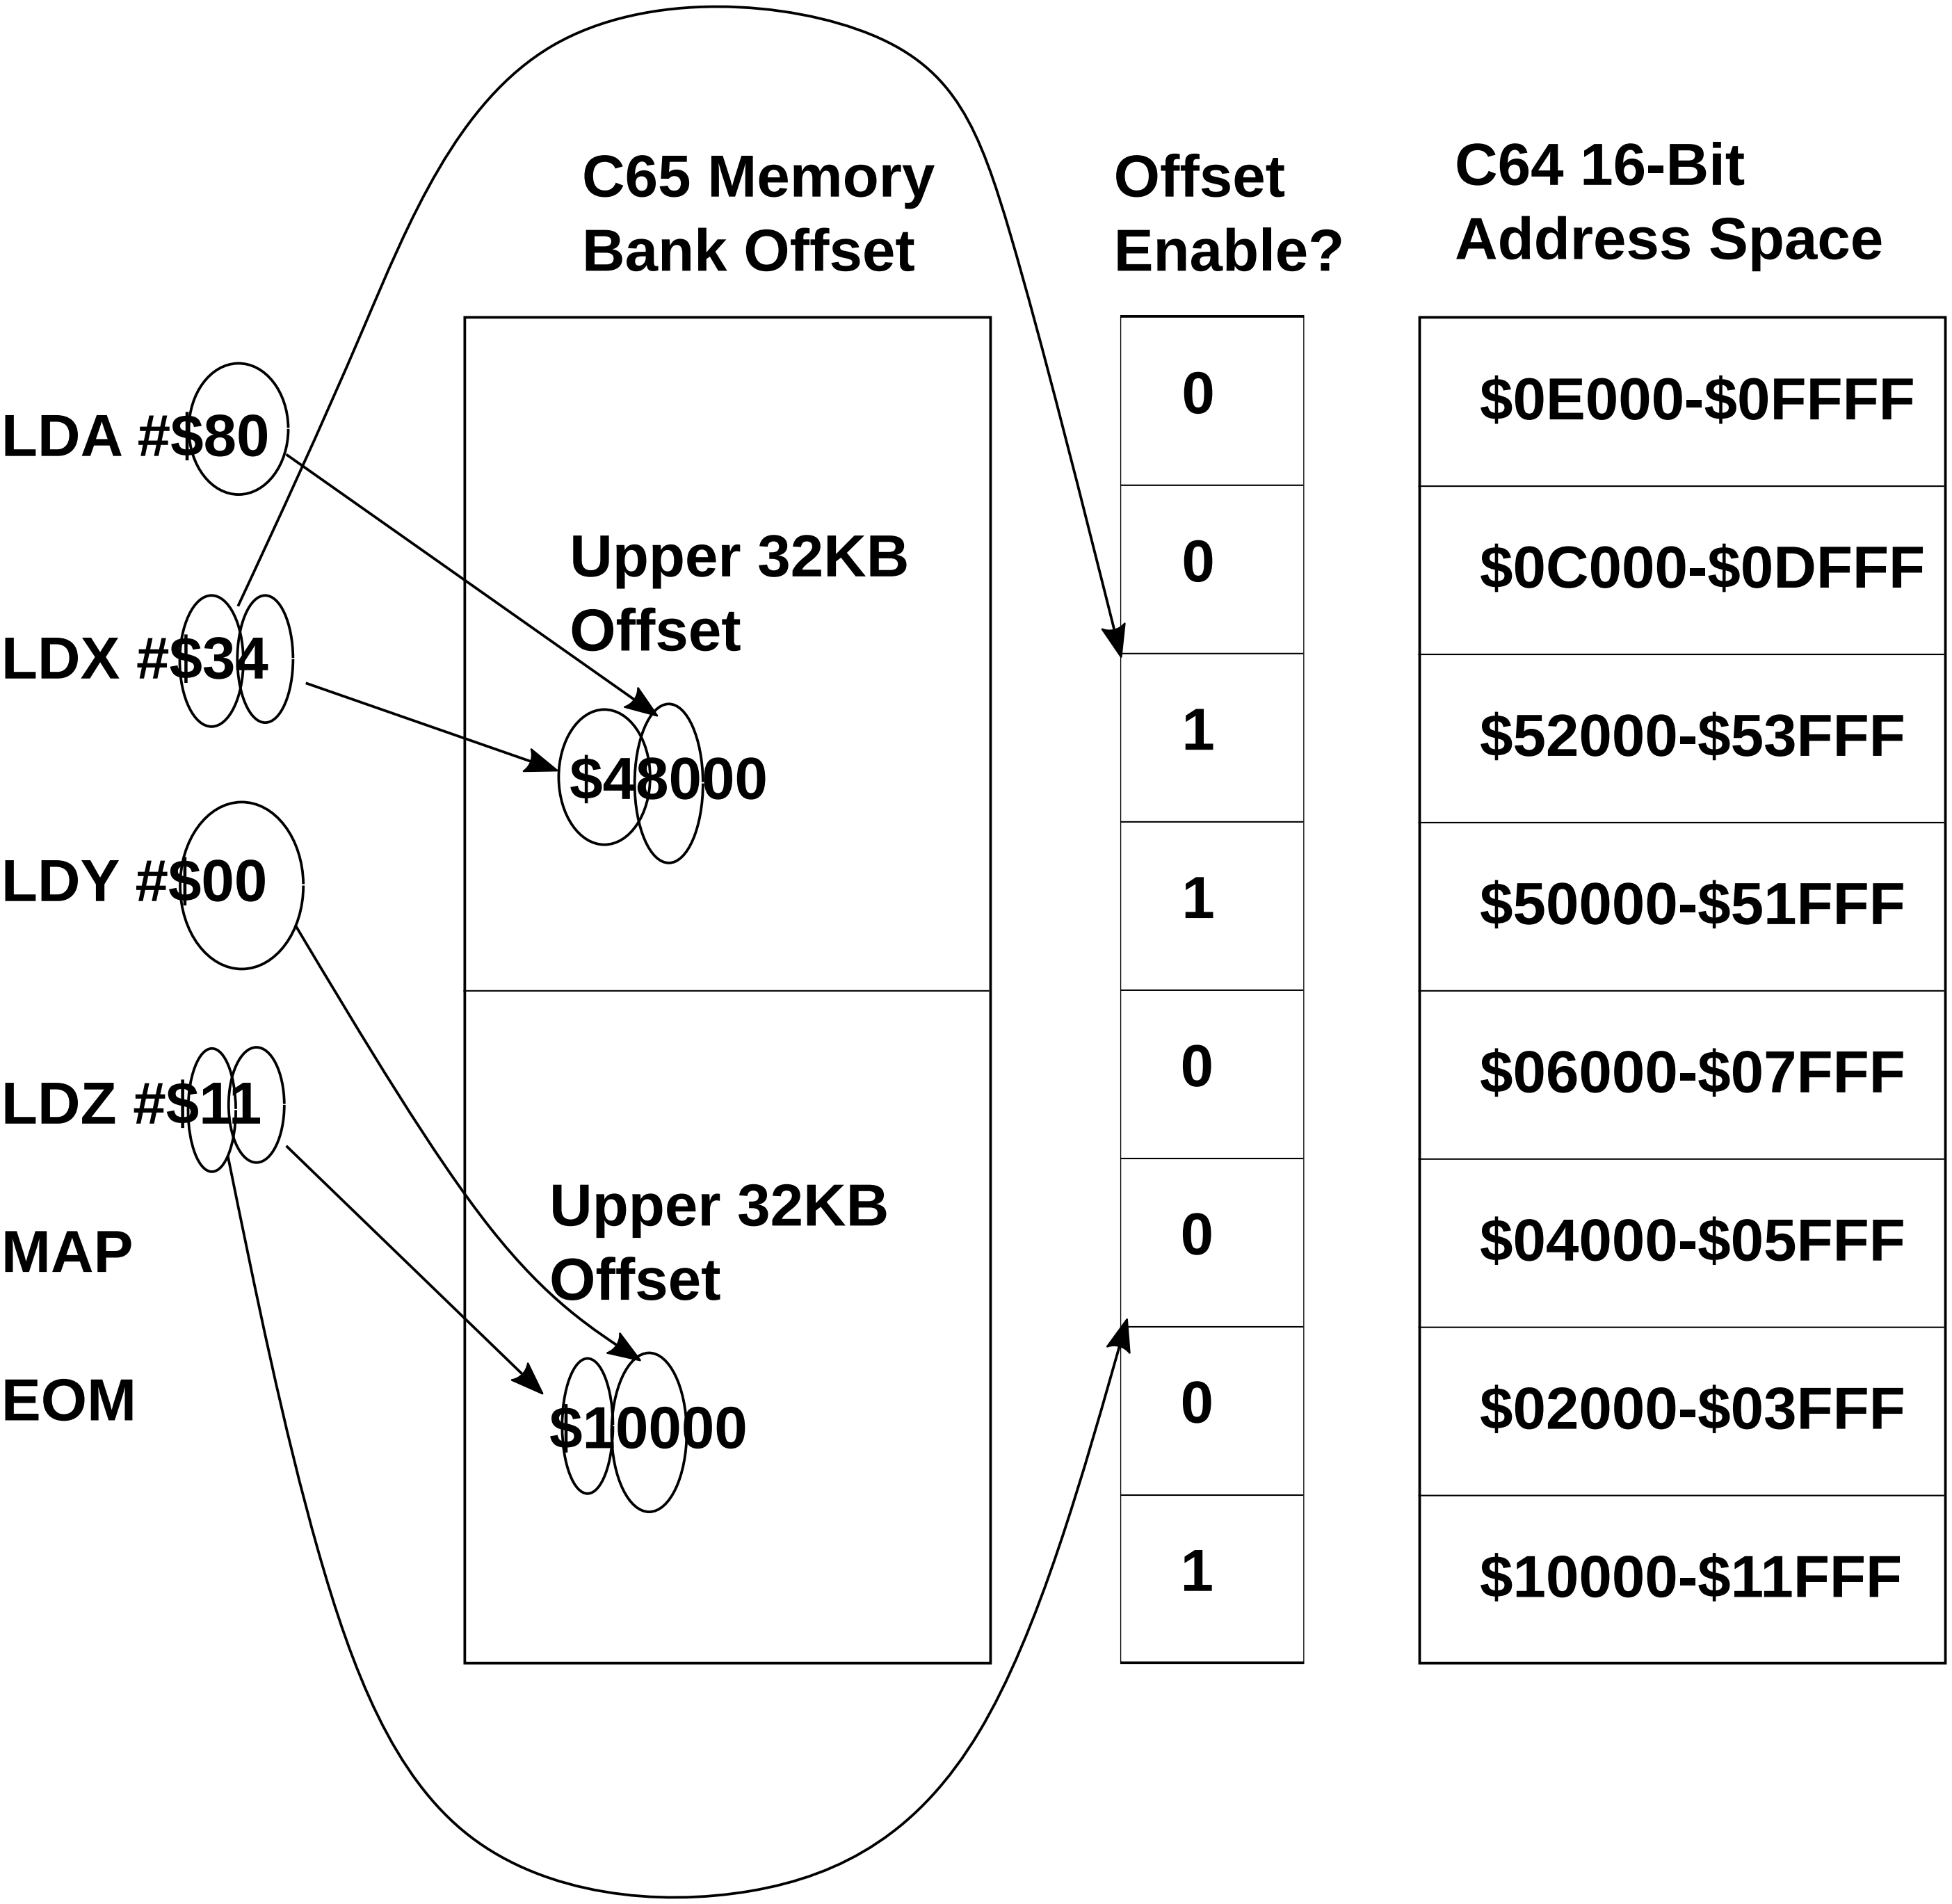 C65 Memory
Bank Offset
Offset
Enable?
C64 16-Bit
Address Space
LDA #$80
LDX #$34
LDY #$00
LDZ #$11
MAP
EOM
Upper 32KB
Offset
$48000
Upper 32KB
Offset
$10000
0
0
1
1
0
0
0
1
$0E000-$0FFFF
$0C000-$0DFFF
$52000-$53FFF
$50000-$51FFF
$06000-$07FFF
$04000-$05FFF
$02000-$03FFF
$10000-$11FFF